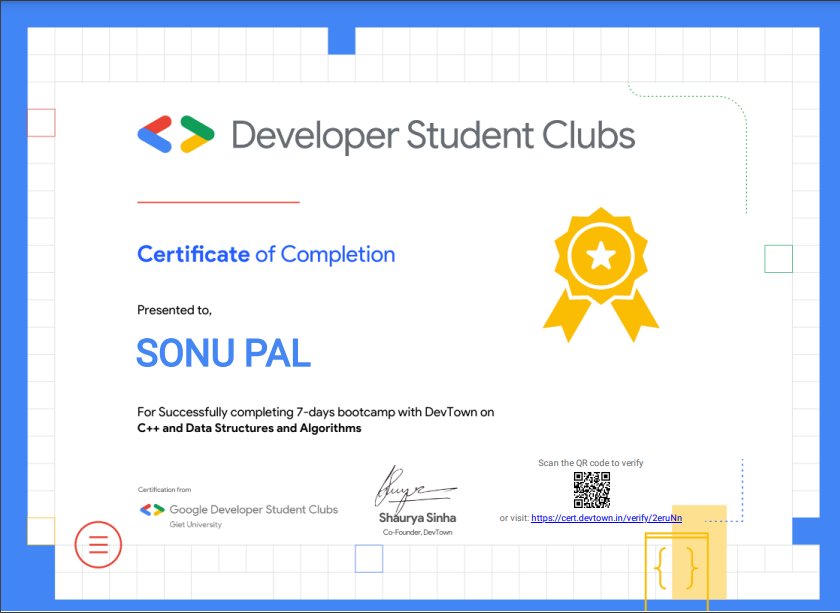 Developer Student Clubs
Certificate of Completion
Presented to,
SONU PAL
For Successfully completing 7-days bootcamp with DevTown on
C++ and Data Structures and Algorithms
Certification from
Google Developer Student Clubs
Giet University
Shaurya Sinha
Co-Founder, DevTown
Scan the QR code to verify
or visit: https://cert.devtown.in/verify/2eruNn
{ }